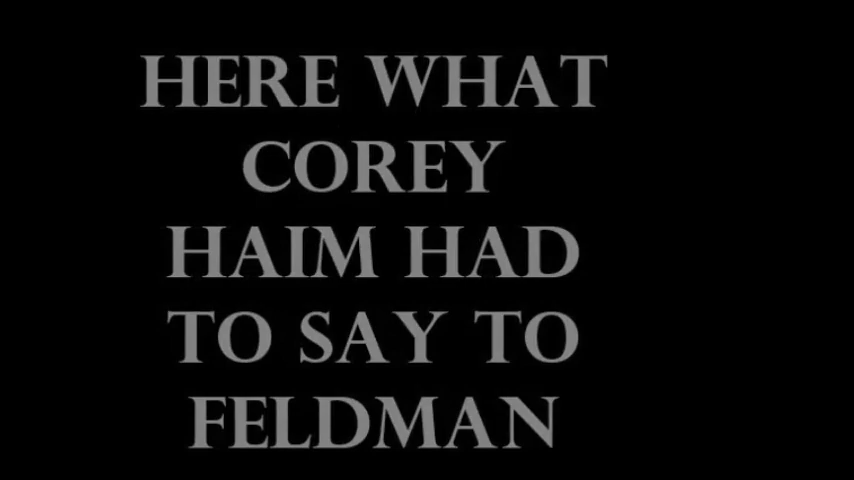 HERE WHAT
COREY
HAIM HAD
TO SAY TO
FELDMAN